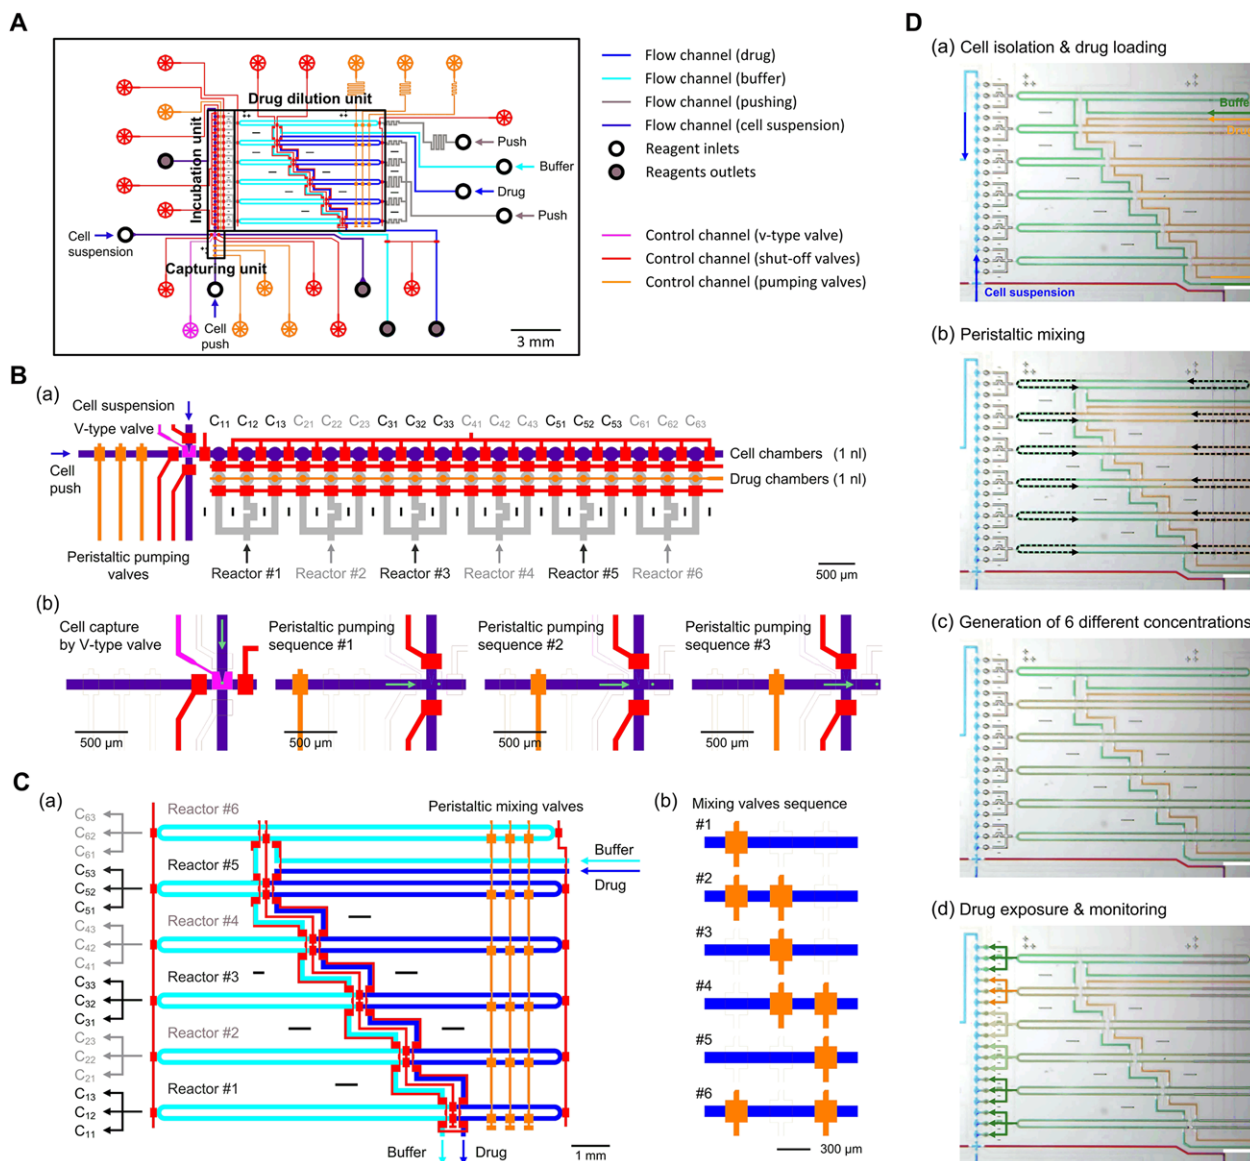 A
Drug dilution unit
Incubation unit
Push
Buffer
Drug
Push
Cell
suspension
Capturing unit
Cell
push
3 mm
Flow channel (drug)
Flow channel (buffer)
Flow channel (pushing)
Flow channel (cell suspension)
Reagent inlets
Reagents outlets
Control channel (v-type valve)
Control channel (shut-off valves)
Control channel (pumping valves)
B
(a)
Cell suspension
V-type valve
C11 C12 C13 C21 C22 C23 C31 C32 C33 C41 C42 C43 C51 C52 C53 C61 C62 C63
Cell
push
Cell chambers (1 nl)
Drug chambers (1 nl)
Peristaltic pumping
valves
Reactor #1 Reactor #2 Reactor #3 Reactor #4 Reactor #5 Reactor #6
500 µm
(b)
Cell capture
by V-type valve
500 µm
Peristaltic pumping
sequence #1
500 µm
Peristaltic pumping
sequence #2
500 µm
Peristaltic pumping
sequence #3
500 µm
C
(a)
Reactor #6
Peristaltic mixing valves
C63
C62
C61
Buffer
Drug
Reactor #5
C53
C52
C51
Reactor #4
C43
C42
C41
Reactor #3
C33
C32
C31
Reactor #2
C23
C22
C21
Reactor #1
C13
C12
C11
Buffer Drug
1 mm
(b)
Mixing valves sequence
#1
#2
#3
#4
#5
#6
300 µm
D
(a) Cell isolation & drug loading
Buffe
Cell suspension
(b) Peristaltic mixing
(c) Generation of 6 different concentrations
(d) Drug exposure & monitoring